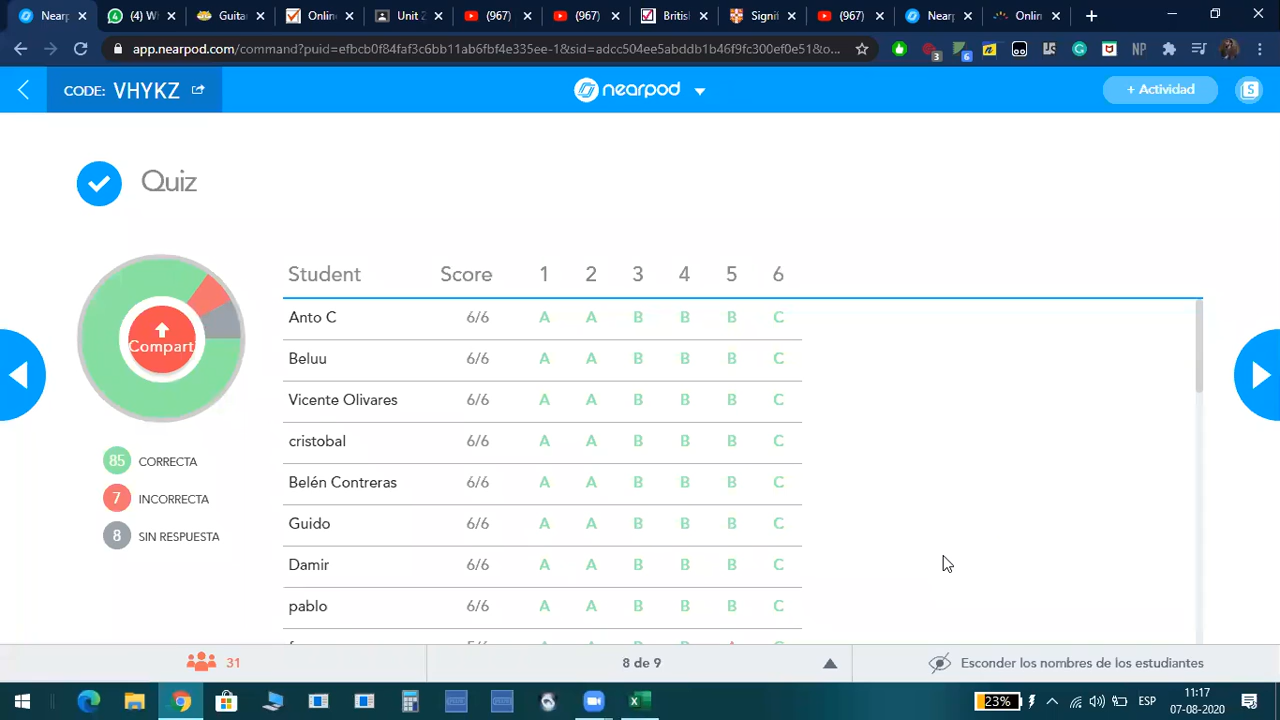 Nearp
(4) Wh
Guita
Onlin
Unit 2
(967)
(967)
British
Signi
(967)
Nearp
Onlin
app.nearpod.com/command?puid=efbcb0f84faf3c6bb11ab6fbf4e335ee-1&sid=adcc504ee5abddb1b46f9fc300ef0e51&o...
CODE: VHYKZ
nearpod
+ Actividad
S
Quiz
Compart
85 CORRECTA
7 INCORRECTA
8 SIN RESPUESTA
Student Score 1 2 3 4 5 6
Anto C 6/6 A A B B B C
Beluu 6/6 A A B B B C
Vicente Olivares 6/6 A A B B B C
cristobal 6/6 A A B B B C
Belén Contreras 6/6 A A B B B C
Guido 6/6 A A B B B C
Damir 6/6 A A B B B C
pablo 6/6 A A B B B C
31
8 de 9
Esconder los nombres de los estudiantes
23%
ESP
11:17
07-08-2020